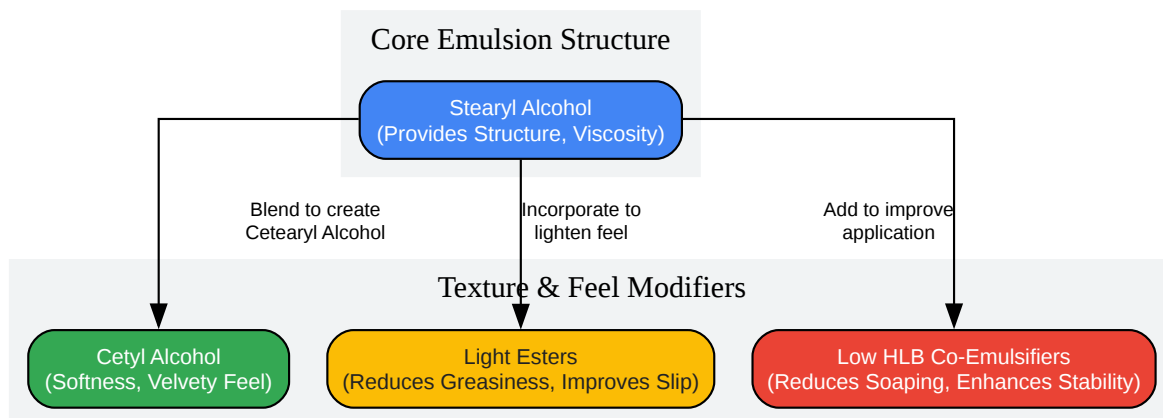 Core Emulsion Structure
Stearyl Alcohol
(Provides Structure, Viscosity)
Blend to create
Cetearyl Alcohol
Incorporate to
lighten feel
Add to improve
application
Texture & Feel Modifiers
Cetyl Alcohol
(Softness, Velvety Feel)
Light Esters
(Reduces Greasiness, Improves Slip)
Low HLB Co-Emulsifiers
(Reduces Soaping, Enhances Stability)